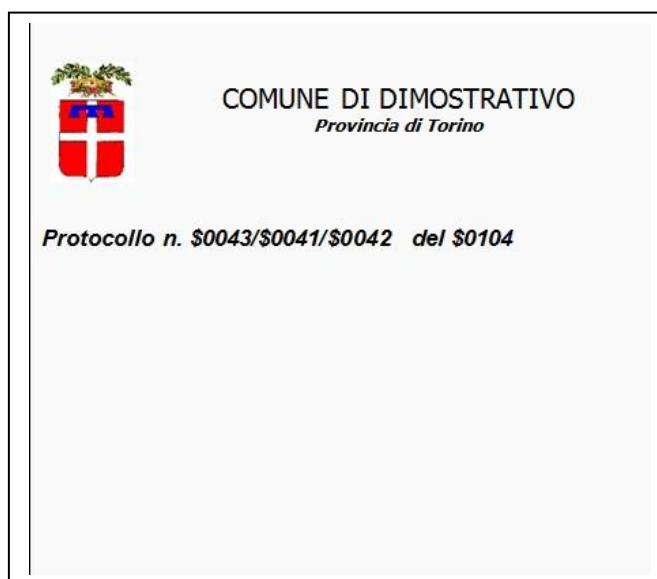 COMUNE DI DIMOSTRATIVO
Provincia di Torino
Protocollo n. $0043/$0041/$0042 del $0104